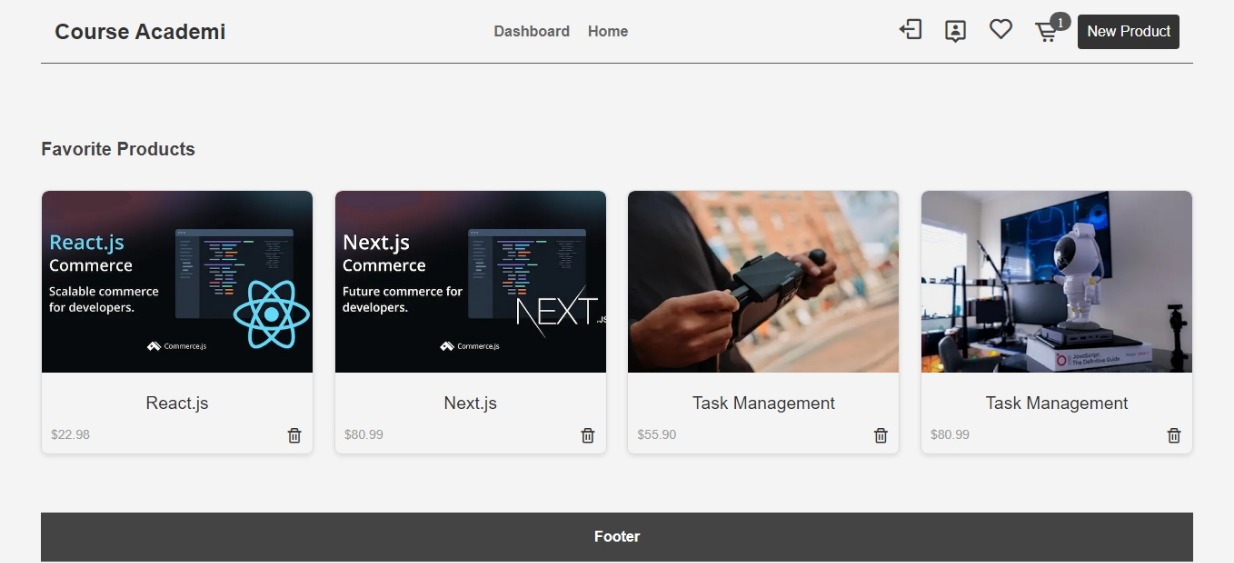 Course Academi
Dashboard Home
1
New Product
Favorite Products
React.js
Commerce
Scalable commerce
for developers.
Commerce.js
Next.js
Commerce
Future commerce for
developers.
NEXT.JS
Commerce.js
JavaScript
The Definitive Guide
React.js
Next.js
Task Management
Task Management
$22.98
$80.99
$55.90
$80.99
Footer